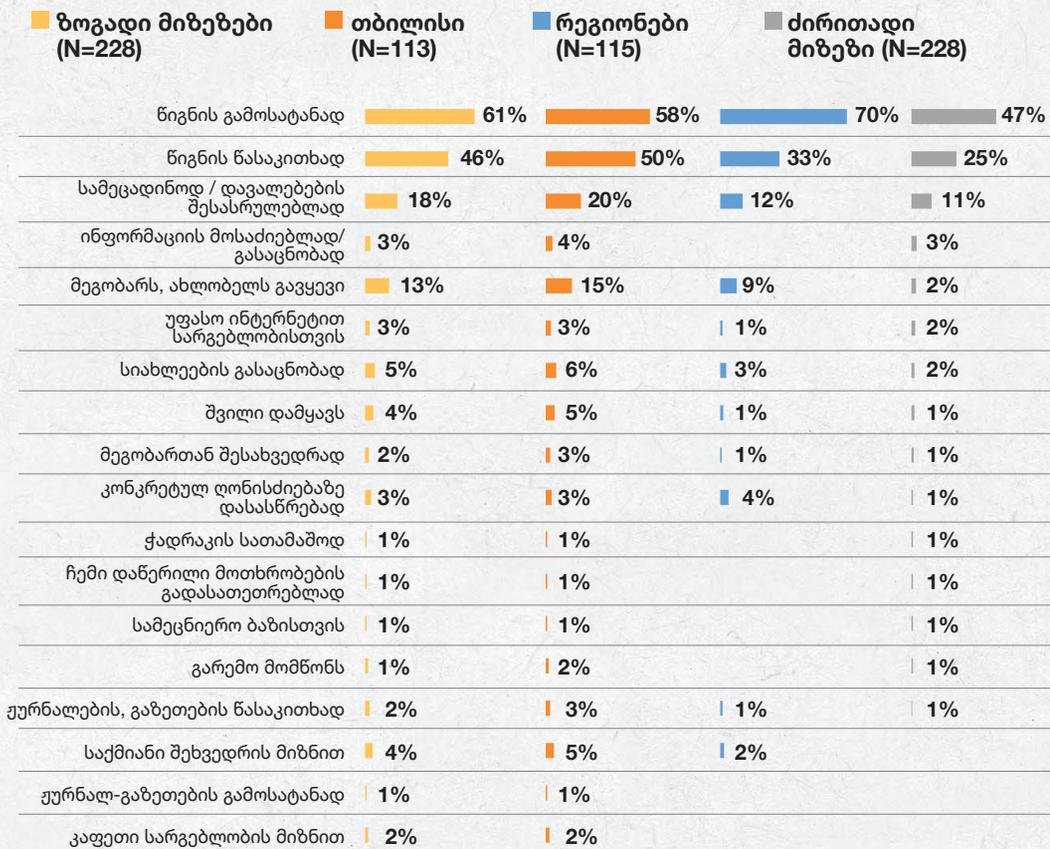 ზოგადი მიზეზები (N=228)
თბილისი (N=113)
რეგიონები (N=115)
ძირითადი მიზეზი (N=228)
წიგნის გამოსატანად 61% 58% 70% 47%
წიგნის წასაკითხად 46% 50% 33% 25%
სამეცადინოდ / დავალებების
შესასრულებლად 18% 20% 12% 11%
ინფორმაციის მოსაძიებლად/
გასაცნობად 3% 4% 3%
მეგობარს, ახლობელს გავყევი 13% 15% 9% 2%
უფასო ინტერნეტით
სარგებლობისთვის 3% 3% 1% 2%
სიახლეების გასაცნობად 5% 6% 3% 2%
შვილი დამყავს 4% 5% 1% 1%
მეგობართან შესახვედრად 2% 3% 1% 1%
კონკრეტულ ღონისძიებაზე
დასასწრებად 3% 3% 4% 1%
ჭადრაკის სათამაშოდ 1% 1% 1%
ჩემი დაწერილი მოთხრობების
გადასათეთრებლად 1% 1% 1%
სამეცნიერო ბაზისთვის 1% 1% 1%
გარემო მომწონს 1% 2% 1%
ჟურნალების, გაზეთების წასაკითხად 2% 3% 1% 1%
საქმიანი შეხვედრის მიზნით 4% 5% 2%
ჟურნალ-გაზეთების გამოსატანად 1% 1%
კაფეთი სარგებლობის მიზნით 2% 2%